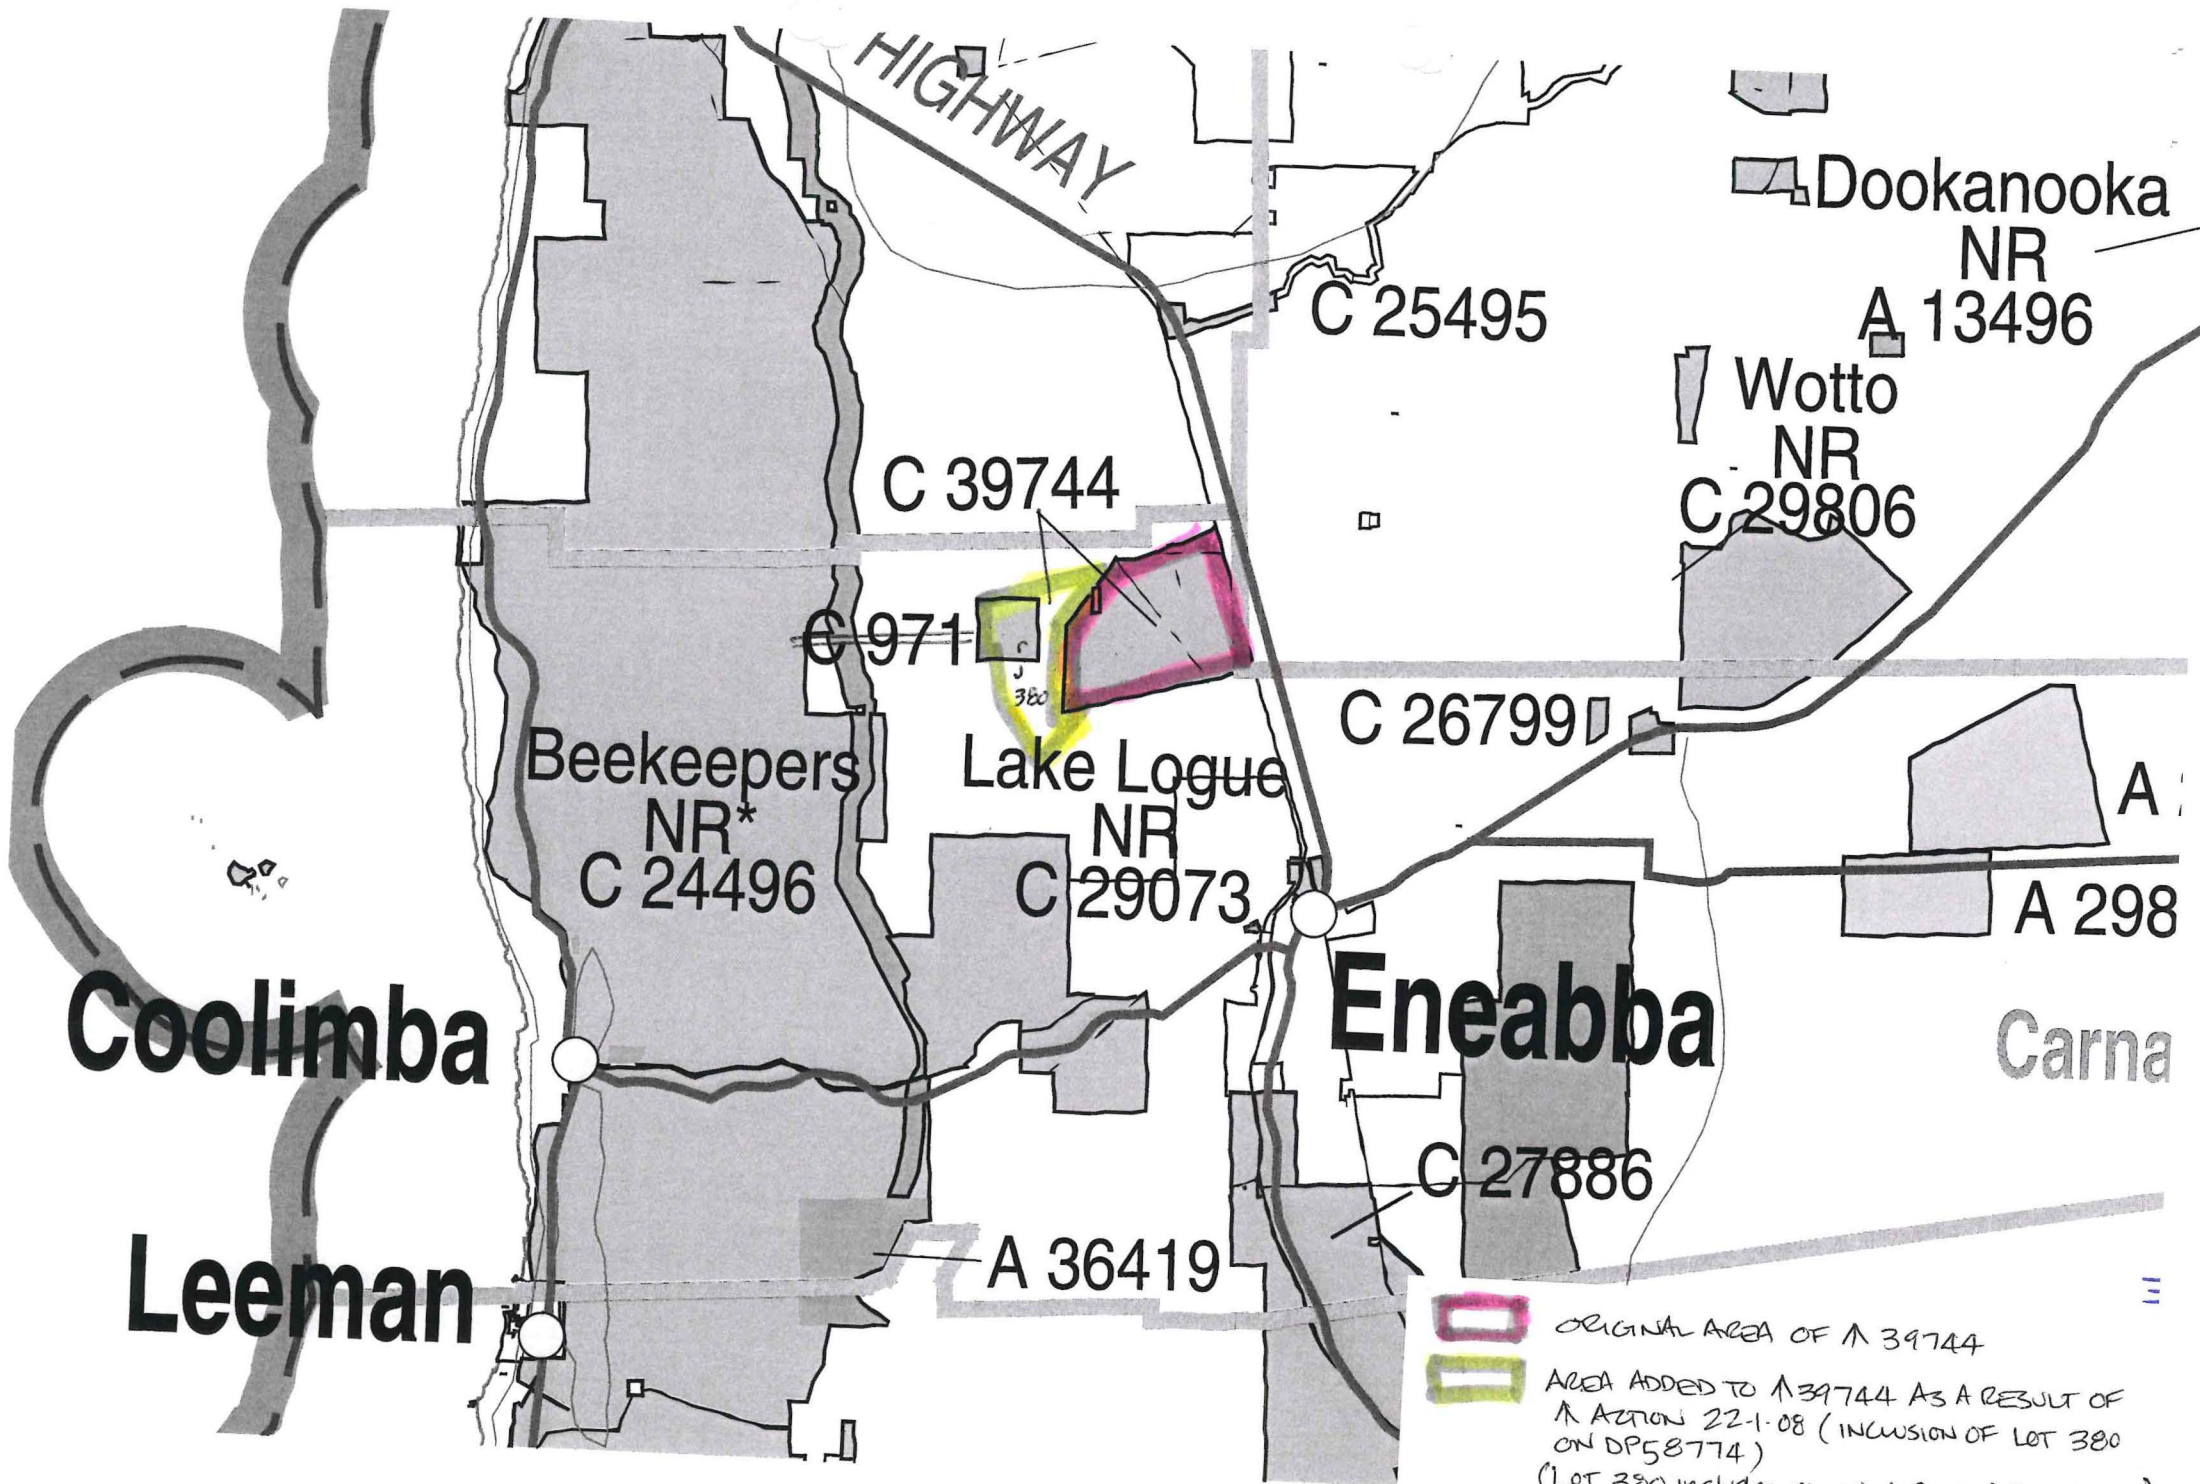 HIGHWAY
Dookanooka
NR
A 13496
C 25495
Wotto
NR
C 29806
C 39744
C 971
380
C 26799
Beekeepers
NR*
C 24496
Lake Logue
NR
C 29073
A
A 298
Coolimba
Eneabba
Carna
C 27886
Leeman
A 36419
ORIGINAL AREA OF 39744
AREA ADDED TO 39744 AS A RESULT OF
ACTION 22-1-08 (INCLUSION OF LOT 380
ON DP58774)
(LOT 380